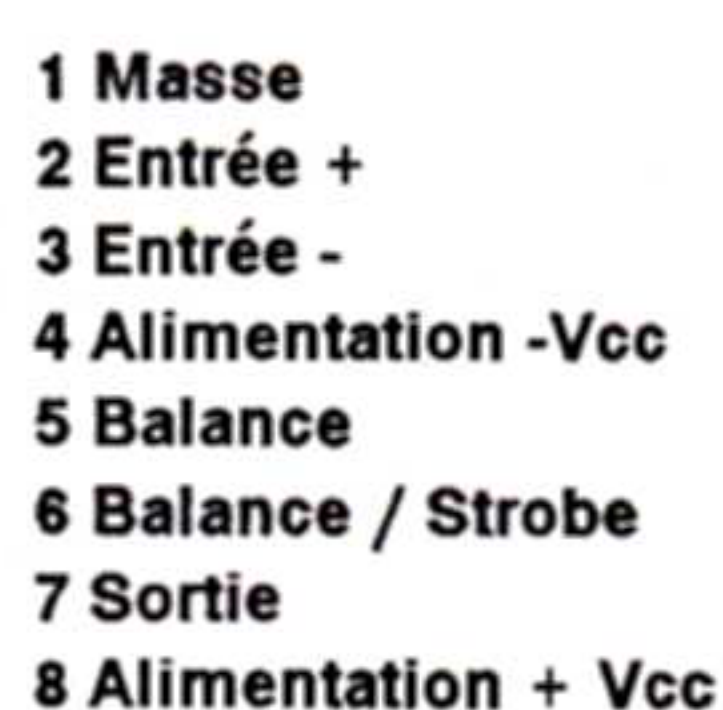 1 Masse
2 Entrée +
3 Entrée -
4 Alimentation -Vcc
5 Balance
6 Balance / Strobe
7 Sortie
8 Alimentation + Vcc